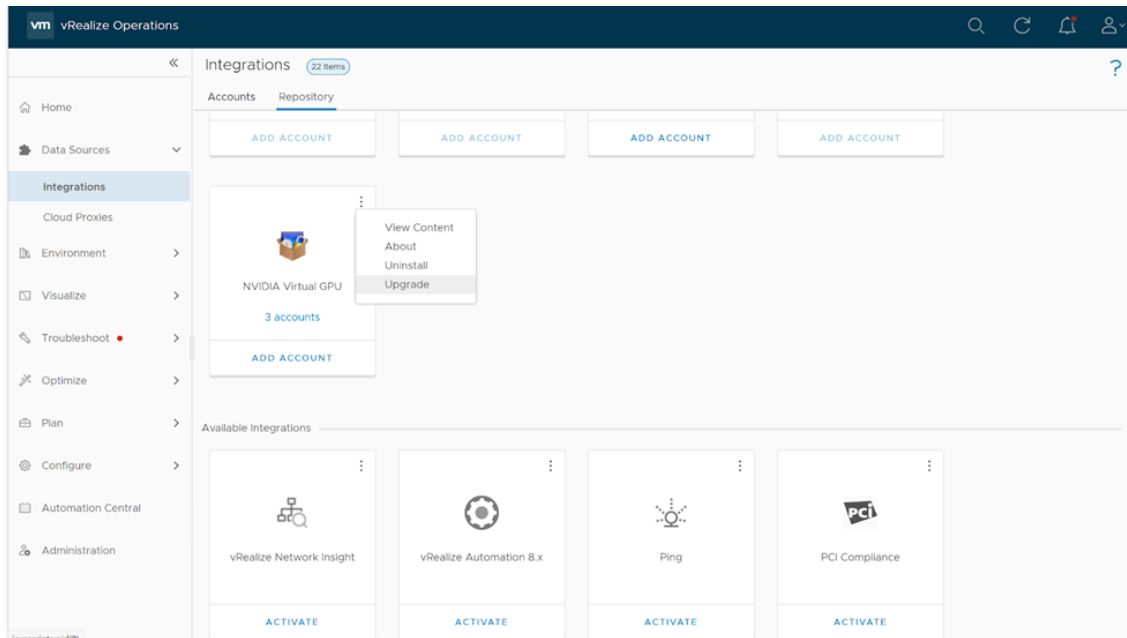 vm vRealize Operations
«
Home
Data Sources
Integrations
Cloud Proxies
Environment
Visualize
Troubleshoot
Optimize
Plan
Configure
Automation Central
Administration
Integrations 22 Items
?
Accounts Repository
ADD ACCOUNT ADD ACCOUNT ADD ACCOUNT ADD ACCOUNT
View Content
About
Uninstall
Upgrade
NVIDIA Virtual GPU
3 accounts
ADD ACCOUNT
Available Integrations
PCI
vRealize Network Insight vRealize Automation 8.x Ping PCI Compliance
ACTIVATE ACTIVATE ACTIVATE ACTIVATE